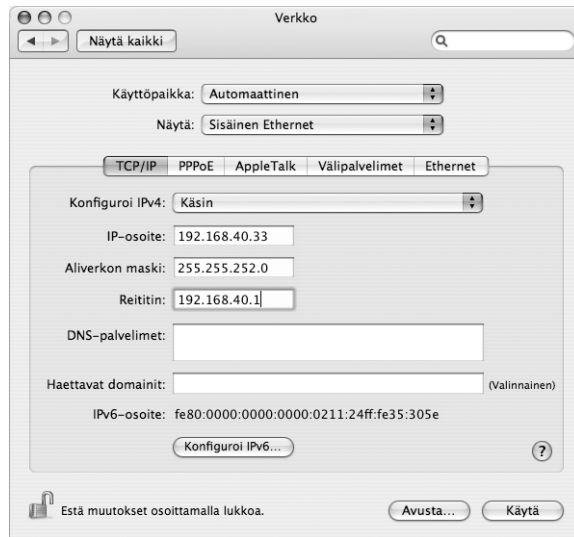 Verkko
Näytä kaikki
Käyttöpaikka: Automaattinen
Näytä: Sisäinen Ethernet
TCP/IP PPPoE AppleTalk Välipalvelimet Ethernet
Konfiguroi IPv4: Käsin
IP-osoite: 192.168.40.33
Aliverkon maski: 255.255.252.0
Reititin: 192.168.40.1
DNS-palvelimet:
Haettavat domainit: (Valinnainen)
IPv6-osoite: fe80:0000:0000:0000:0211:24ff:fe35:305e
Konfiguroi IPv6...
?
Estä muutokset osoittamalla lukkoa. Avusta... Käytä